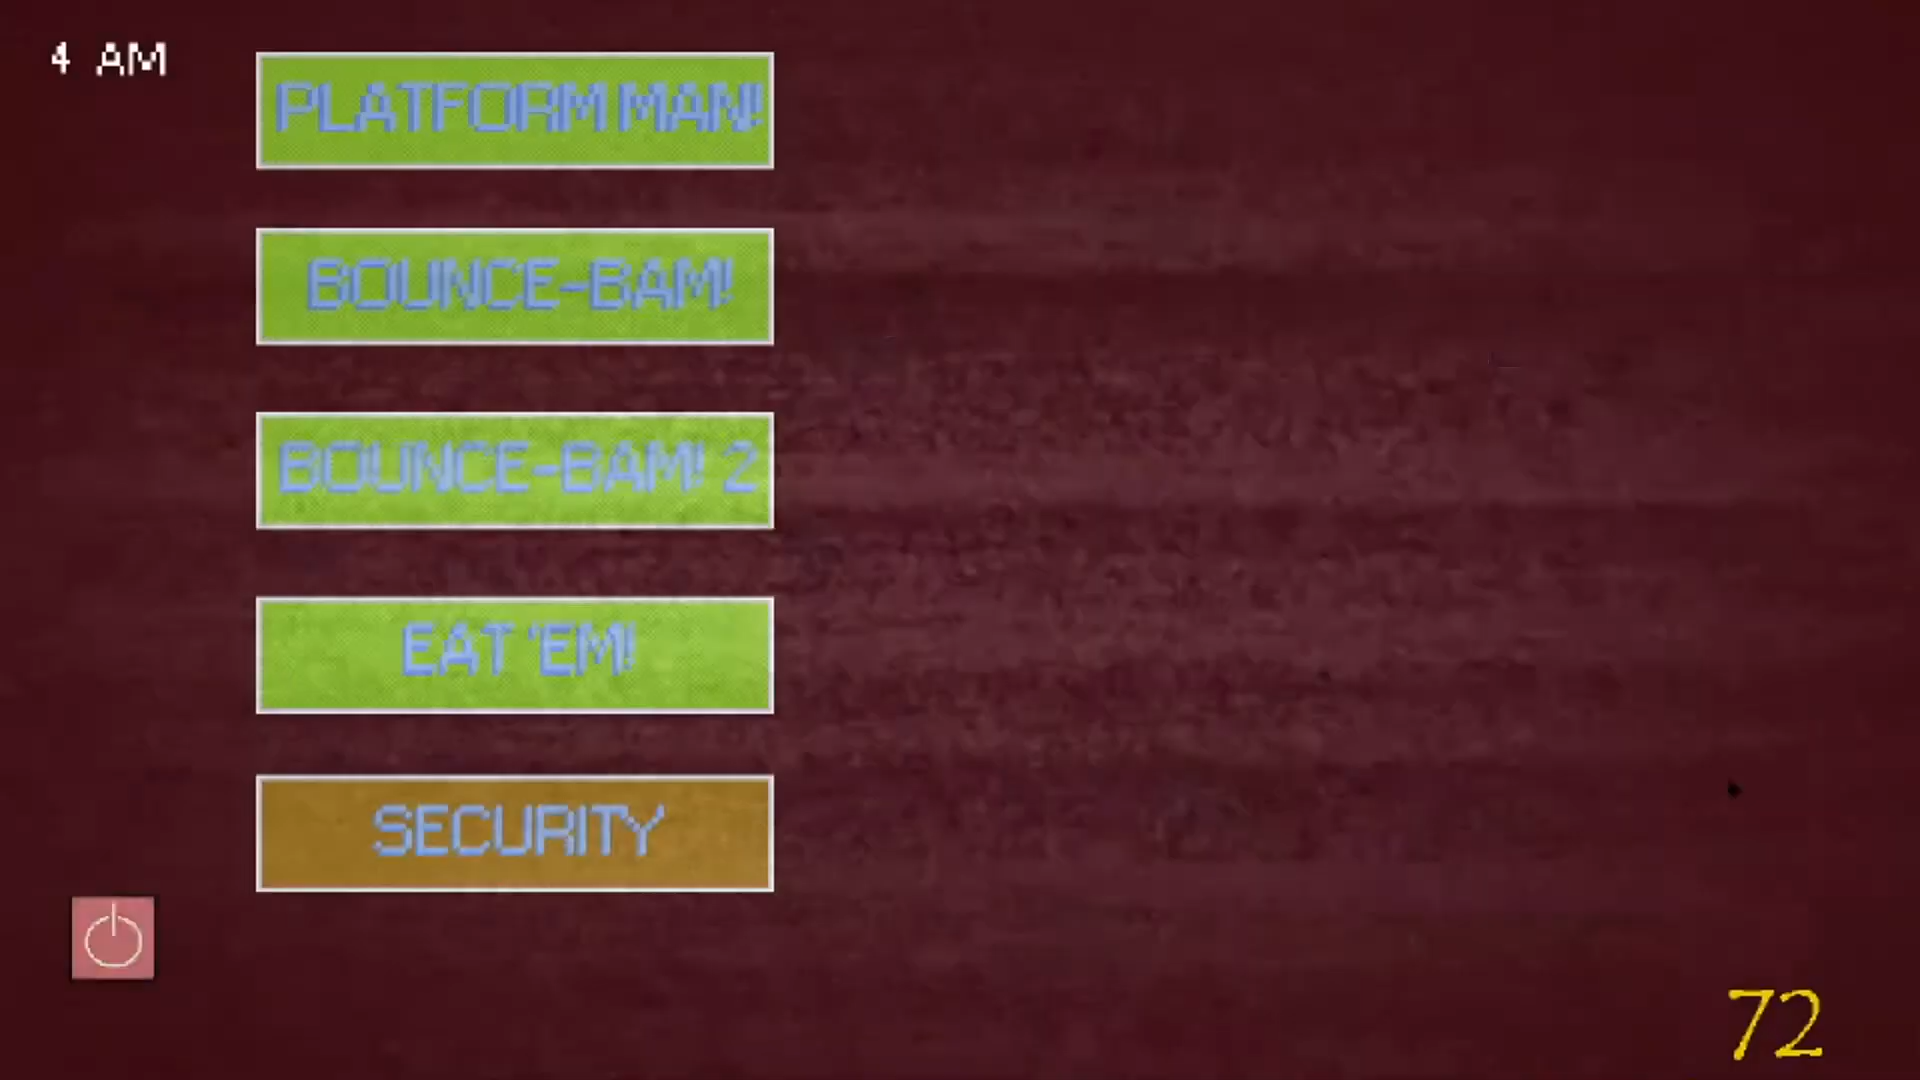 4 AM
PLATFORM MAN!
BOUNCE-BAM!
BOUNCE-BAM! 2
EAT 'EM!
SECURITY
72